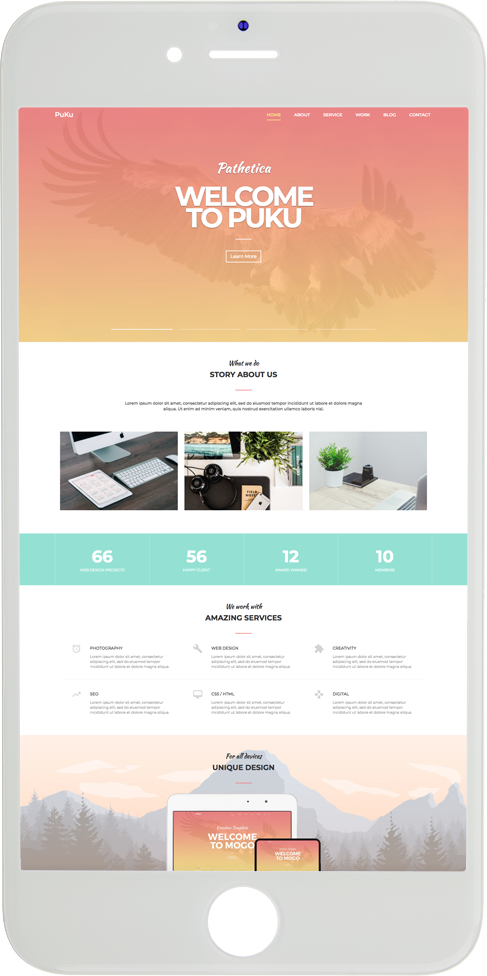 PuKu
HOME ABOUT SERVICE WORK BLOG CONTACT
Pathetica
WELCOME
TO PUKU
Learn More
What we do
STORY ABOUT US
Lorem ipsum dolor sit amet, consectetur adipiscing elit, sed do eiusmod tempor incididunt ut labore et dolore magna
aliqua. Ut enim ad minim veniam, quis nostrud exercitation ullamco laboris nisi.
66
WEB DESIGN PROJECTS
56
HAPPY CLIENT
12
AWARD WINNER
10
We work with
AMAZING SERVICES
PHOTOGRAPHY
Lorem ipsum dolor sit amet, consectetur
adipiscing elit, sed do eiusmod tempor
incididunt ut labore et dolore magna aliqua.
WEB DESIGN
Lorem ipsum dolor sit amet, consectetur
adipiscing elit, sed do eiusmod tempor
incididunt ut labore et dolore magna aliqua.
CREATIVITY
Lorem ipsum dolor sit amet, consectetur
adipiscing elit, sed do eiusmod tempor
incididunt ut labore et dolore magna aliqua.
SEO
Lorem ipsum dolor sit amet, consectetur
adipiscing elit, sed do eiusmod tempor
incididunt ut labore et dolore magna aliqua.
CSS / HTML
Lorem ipsum dolor sit amet, consectetur
adipiscing elit, sed do eiusmod tempor
incididunt ut labore et dolore magna aliqua.
DIGITAL
Lorem ipsum dolor sit amet, consectetur
adipiscing elit, sed do eiusmod tempor
incididunt ut labore et dolore magna aliqua.
For all devices
UNIQUE DESIGN
Creative Template
WELCOME
TO MOGO
WELCOME
TO MOGO